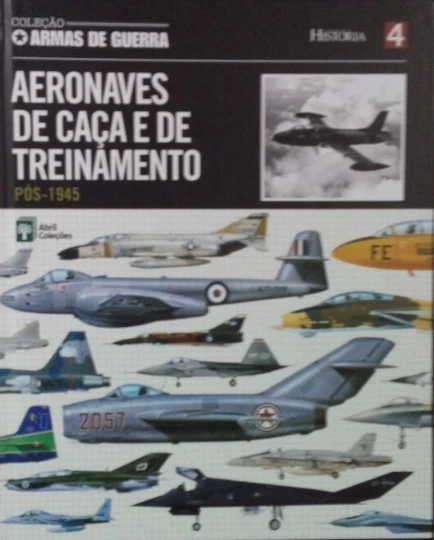 COLEÇÃO
ARMAS DE GUERRA
HISTÓRIA
4
AERONAVES
DE CAÇA E DE
TREINAMENTO
PÓS-1945
Abril
Coleções
FE
2057